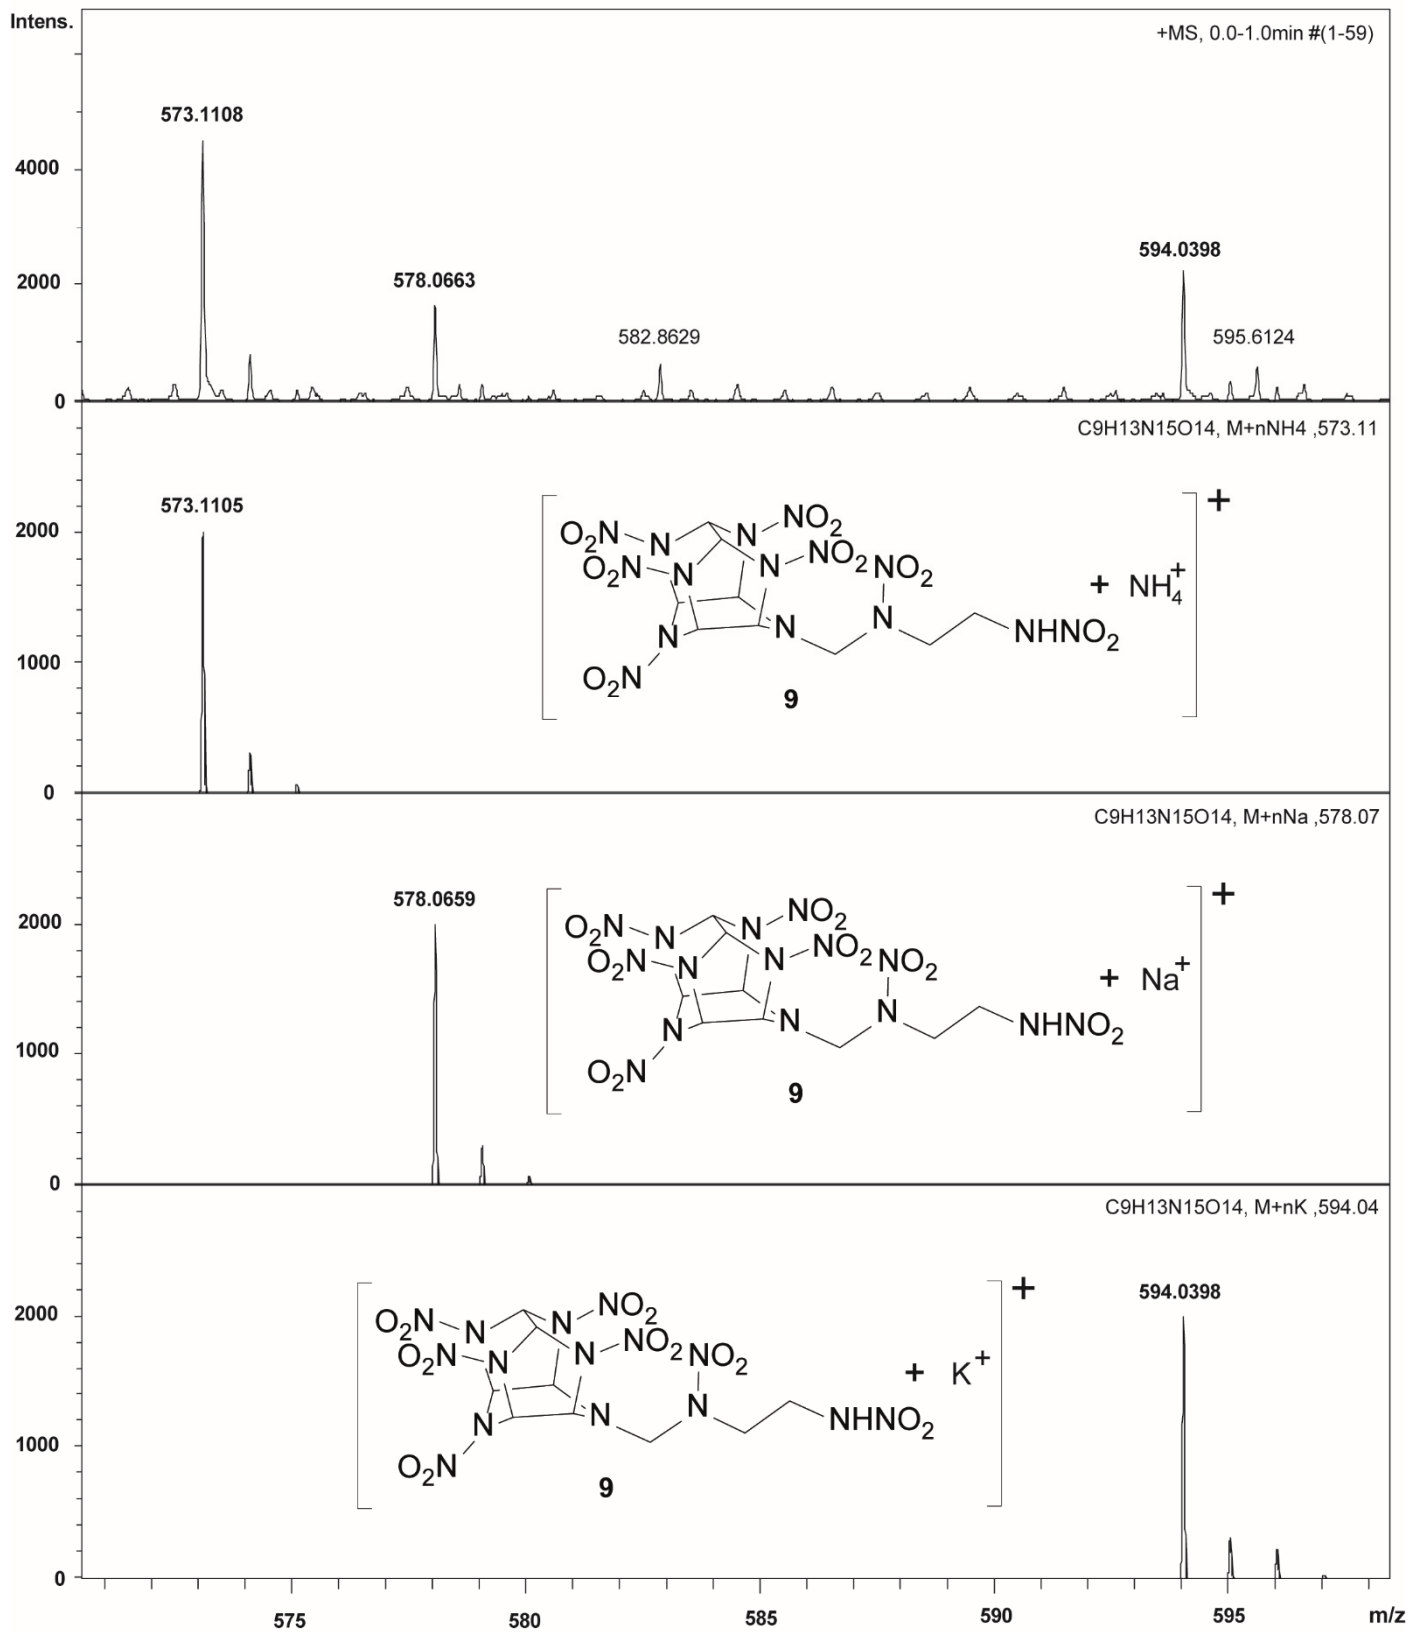 Intens.
+MS, 0.0-1.0min #(1-59)
573.1108
4000
594.0398
578.0663
2000
582.8629
595.6124
0
C9H13N15O14, M+nNH4 ,573.11
573.1105
2000
+
O2N N N NO2
O2N N N NO2 NO2
+ NH4+
N
N
N
NHNO2
1000
O2N
9
0
C9H13N15O14, M+nNa ,578.07
578.0659
2000
+
O2N N N NO2
O2N N N NO2 NO2
+ Na+
N
N
N
NHNO2
1000
O2N
9
0
C9H13N15O14, M+nK ,594.04
594.0398
2000
+
O2N N N NO2
O2N N N NO2 NO2
+ K+
N
N
N
NHNO2
1000
O2N
9
0
575 580 585 590 595 m/z